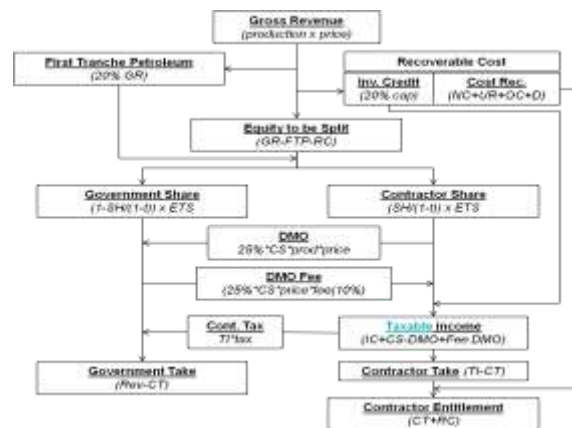 Gross Revenue
(production x price)
First Tranche Petroleum
(20% GR)
Recoverable Cost
Inv. Credit
(20% cap)
Cost Rec.
(NC+UR+OC+D)
Equity to be Split
(GR-FTP-RC)
Government Share
(1-SH/(1-t)) x ETS
Contractor Share
(SH/(1-t)) x ETS
DMO
25%*CS*prod*price
DMO Fee
(25%*CS*price*fee(10%)
Cont. Tax
TI*tax
Taxable Income
(IC+CS-DMO+Fee DMO)
Government Take
(Rev-CT)
Contractor Take (TI-CT)
Contractor Entitlement
(CT+RC)